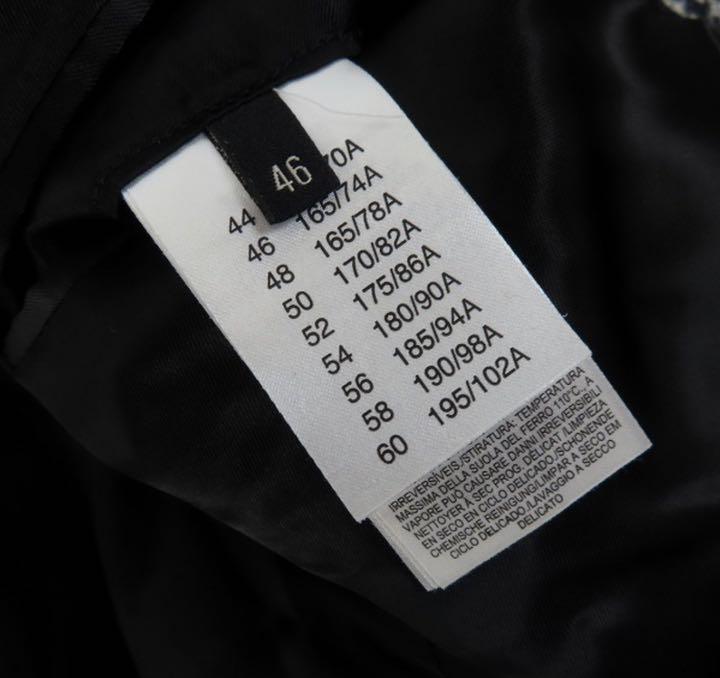 46
44 70A
46 165/74A
48 165/78A
50 170/82A
52 175/86A
54 180/90A
56 185/94A
58 190/98A
60 195/102A
IRREVERSÍVEIS./STIRATURA: TEMPERATURA
MASSIMA DELLA SUOLA DEL FERRO 110°C., A
VAPORE PUÒ CAUSARE DANNI IRREVERSIBILI
NETTOYER À SEC PROG DELICAT/LIMPIEZA
EN SECO EN CICLO DELICADO/SCHONENDE
CHEMISCHE REINIGUNG/LIMPAR A SECO EM
CICLO DELICADO/LAVAGGIO A SECCO
DELICATO